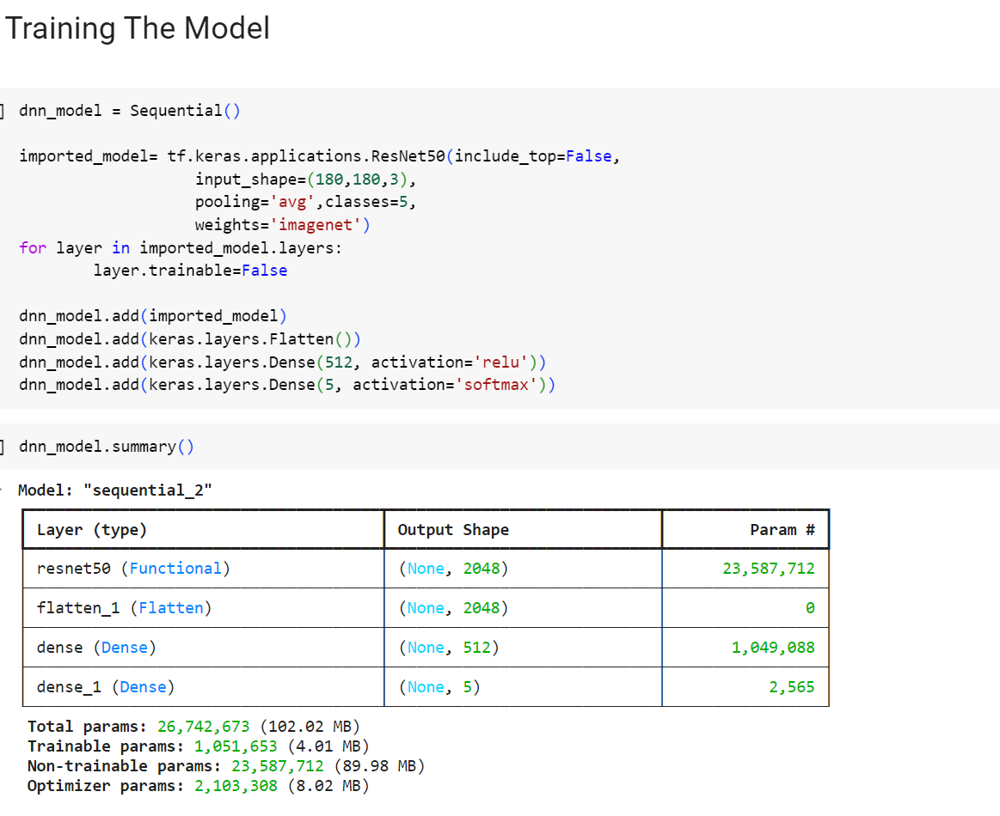 Training The Model
] dnn_model = Sequential()
imported_model= tf.keras.applications.ResNet50(include_top=False,
input_shape=(180,180,3),
pooling='avg',classes=5,
weights='imagenet')
for layer in imported_model.layers:
layer.trainable=False
dnn_model.add(imported_model)
dnn_model.add(keras.layers.Flatten())
dnn_model.add(keras.layers.Dense(512, activation='relu'))
dnn_model.add(keras.layers.Dense(5, activation='softmax'))
] dnn_model.summary()
Model: "sequential_2"
Layer (type) Output Shape Param #
resnet50 (Functional) (None, 2048) 23,587,712
flatten_1 (Flatten) (None, 2048) 0
dense (Dense) (None, 512) 1,049,088
dense_1 (Dense) (None, 5) 2,565
Total params: 26,742,673 (102.02 MB)
Trainable params: 1,051,653 (4.01 MB)
Non-trainable params: 23,587,712 (89.98 MB)
Optimizer params: 2,103,308 (8.02 MB)